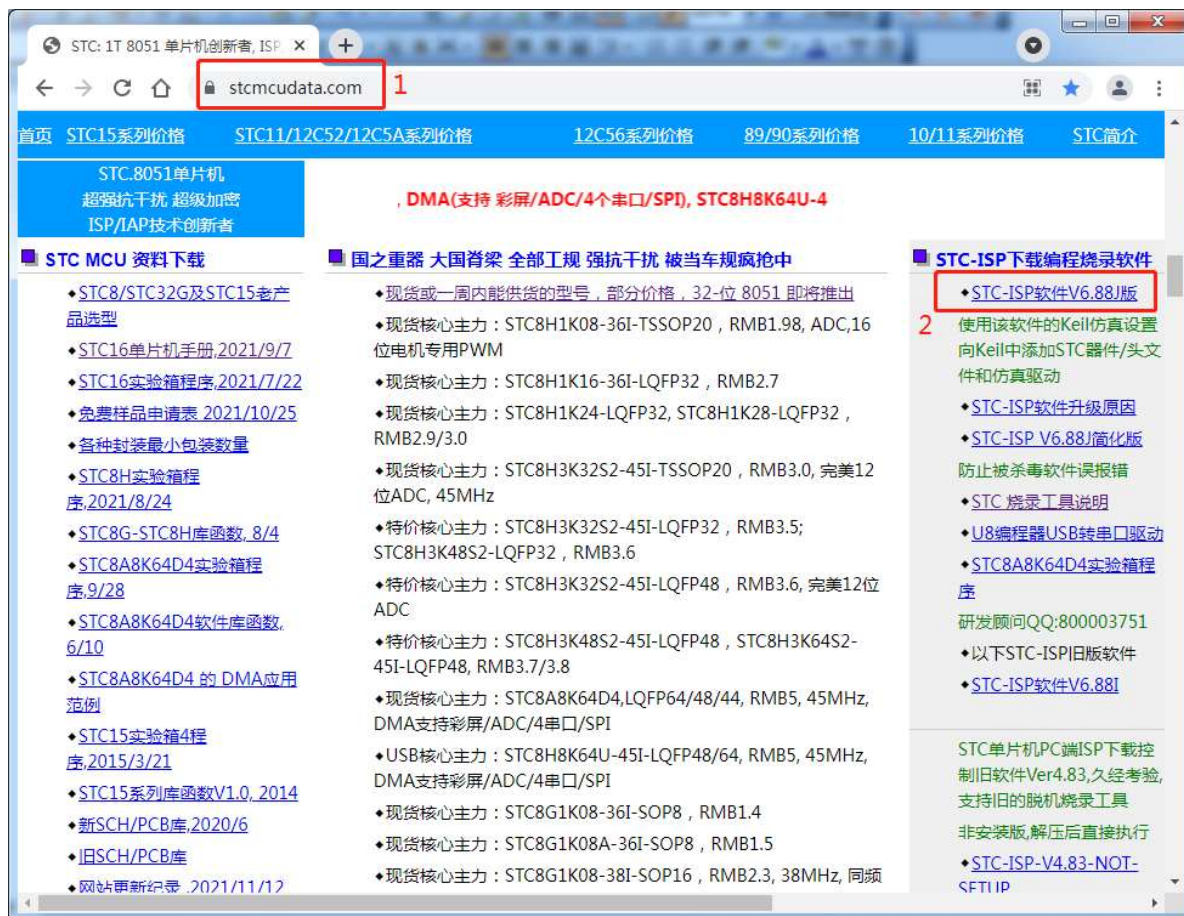 STC: 1T 8051 单片机创新者, ISP
stcmcudata.com
1
首页 STC15系列价格 STC11/12C52/12C5A系列价格 12C56系列价格 89/90系列价格 10/11系列价格 STC简介
STC.8051单片机
超强抗干扰 超级加密
ISP/IAP技术创新者
, DMA(支持 彩屏/ADC/4个串口/SPI), STC8H8K64U-4
STC MCU 资料下载
◆STC8/STC32G及STC15老产
品选型
◆STC16单片机手册,2021/9/7
◆STC16实验箱程序,2021/7/22
◆免费样品申请表 2021/10/25
◆各种封装最小包装数量
◆STC8H实验箱程
序,2021/8/24
◆STC8G-STC8H库函数, 8/4
◆STC8A8K64D4实验箱程
序,9/28
◆STC8A8K64D4软件库函数,
6/10
◆STC8A8K64D4 的 DMA应用
范例
◆STC15实验箱4程
序,2015/3/21
◆STC15系列库函数V1.0, 2014
◆新SCH/PCB库,2020/6
◆旧SCH/PCB库
◆网站更新纪录 ,2021/11/12
国之重器 大国脊梁 全部工规 强抗干扰 被当车规疯抢中
◆现货或一周内能供货的型号，部分价格，32-位 8051 即将推出
◆现货核心主力：STC8H1K08-36I-TSSOP20，RMB1.98, ADC,16
位电机专用PWM
◆现货核心主力：STC8H1K16-36I-LQFP32，RMB2.7
◆现货核心主力：STC8H1K24-LQFP32, STC8H1K28-LQFP32，
RMB2.9/3.0
◆现货核心主力：STC8H3K32S2-45I-TSSOP20，RMB3.0, 完美12
位ADC, 45MHz
◆特价核心主力：STC8H3K32S2-45I-LQFP32，RMB3.5;
STC8H3K48S2-LQFP32，RMB3.6
◆特价核心主力：STC8H3K32S2-45I-LQFP48，RMB3.6, 完美12位
ADC
◆特价核心主力：STC8H3K48S2-45I-LQFP48，STC8H3K64S2-
45I-LQFP48, RMB3.7/3.8
◆现货核心主力：STC8A8K64D4,LQFP64/48/44, RMB5, 45MHz,
DMA支持彩屏/ADC/4串口/SPI
◆USB核心主力：STC8H8K64U-45I-LQFP48/64, RMB5, 45MHz,
DMA支持彩屏/ADC/4串口/SPI
◆现货核心主力：STC8G1K08-36I-SOP8，RMB1.4
◆现货核心主力：STC8G1K08A-36I-SOP8，RMB1.5
◆现货核心主力：STC8G1K08-38I-SOP16，RMB2.3, 38MHz, 同频
STC-ISP下载编程烧录软件
◆STC-ISP软件V6.88J版
2
使用该软件的Keil仿真设置
向Keil中添加STC器件/头文
件和仿真驱动
◆STC-ISP软件升级原因
◆STC-ISP V6.88J简化版
防止被杀毒软件误报错
◆STC 烧录工具说明
◆U8编程器USB转串口驱动
◆STC8A8K64D4实验箱程
序
研发顾问QQ:800003751
◆以下STC-ISP旧版软件
◆STC-ISP软件V6.88I
STC单片机PC端ISP下载控
制旧软件Ver4.83,久经考验,
支持旧的脱机烧录工具
非安装版,解压后直接执行
◆STC-ISP-V4.83-NOT-
SETUP